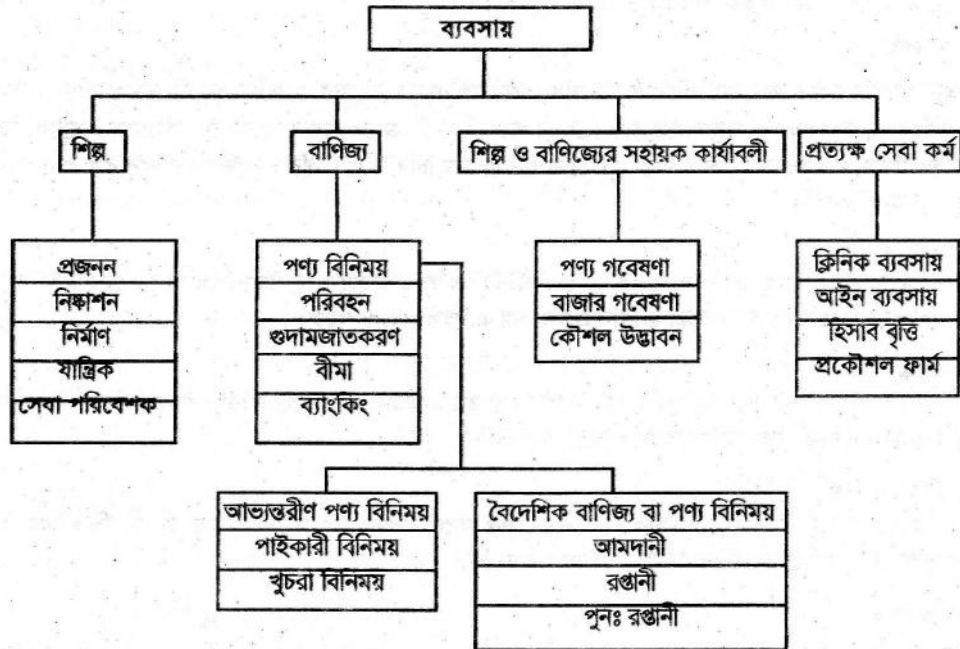 ব্যবসায়
শিল্প
বাণিজ্য
শিল্প ও বাণিজ্যের সহায়ক কার্যাবলী
প্রত্যক্ষ সেবা কর্ম
প্রজনন
নিষ্কাশন
নির্মাণ
যান্ত্রিক
সেবা পরিবেশক
পণ্য বিনিময়
পরিবহন
গুদামজাতকরণ
বীমা
ব্যাংকিং
পণ্য গবেষণা
বাজার গবেষণা
কৌশল উদ্ভাবন
ক্লিনিক ব্যবসায়
আইন ব্যবসায়
হিসাব বৃত্তি
প্রকৌশল ফার্ম
আভ্যন্তরীণ পণ্য বিনিময়
পাইকারী বিনিময়
খুচরা বিনিময়
বৈদেশিক বাণিজ্য বা পণ্য বিনিময়
আমদানী
রপ্তানী
পুনঃ রপ্তানী